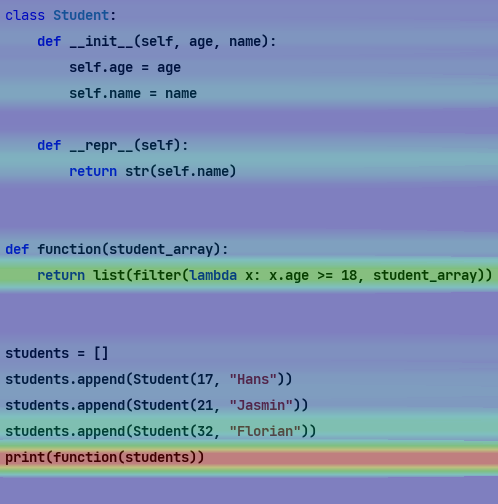 class Student:
    def __init__(self, age, name):
        self.age = age
        self.name = name
    def __repr__(self):
        return str(self.name)
def function(student_array):
    return list(filter(lambda x: x.age >= 18, student_array))
students = []
students.append(Student(17, "Hans"))
students.append(Student(21, "Jasmin"))
students.append(Student(32, "Florian"))
print(function(students))